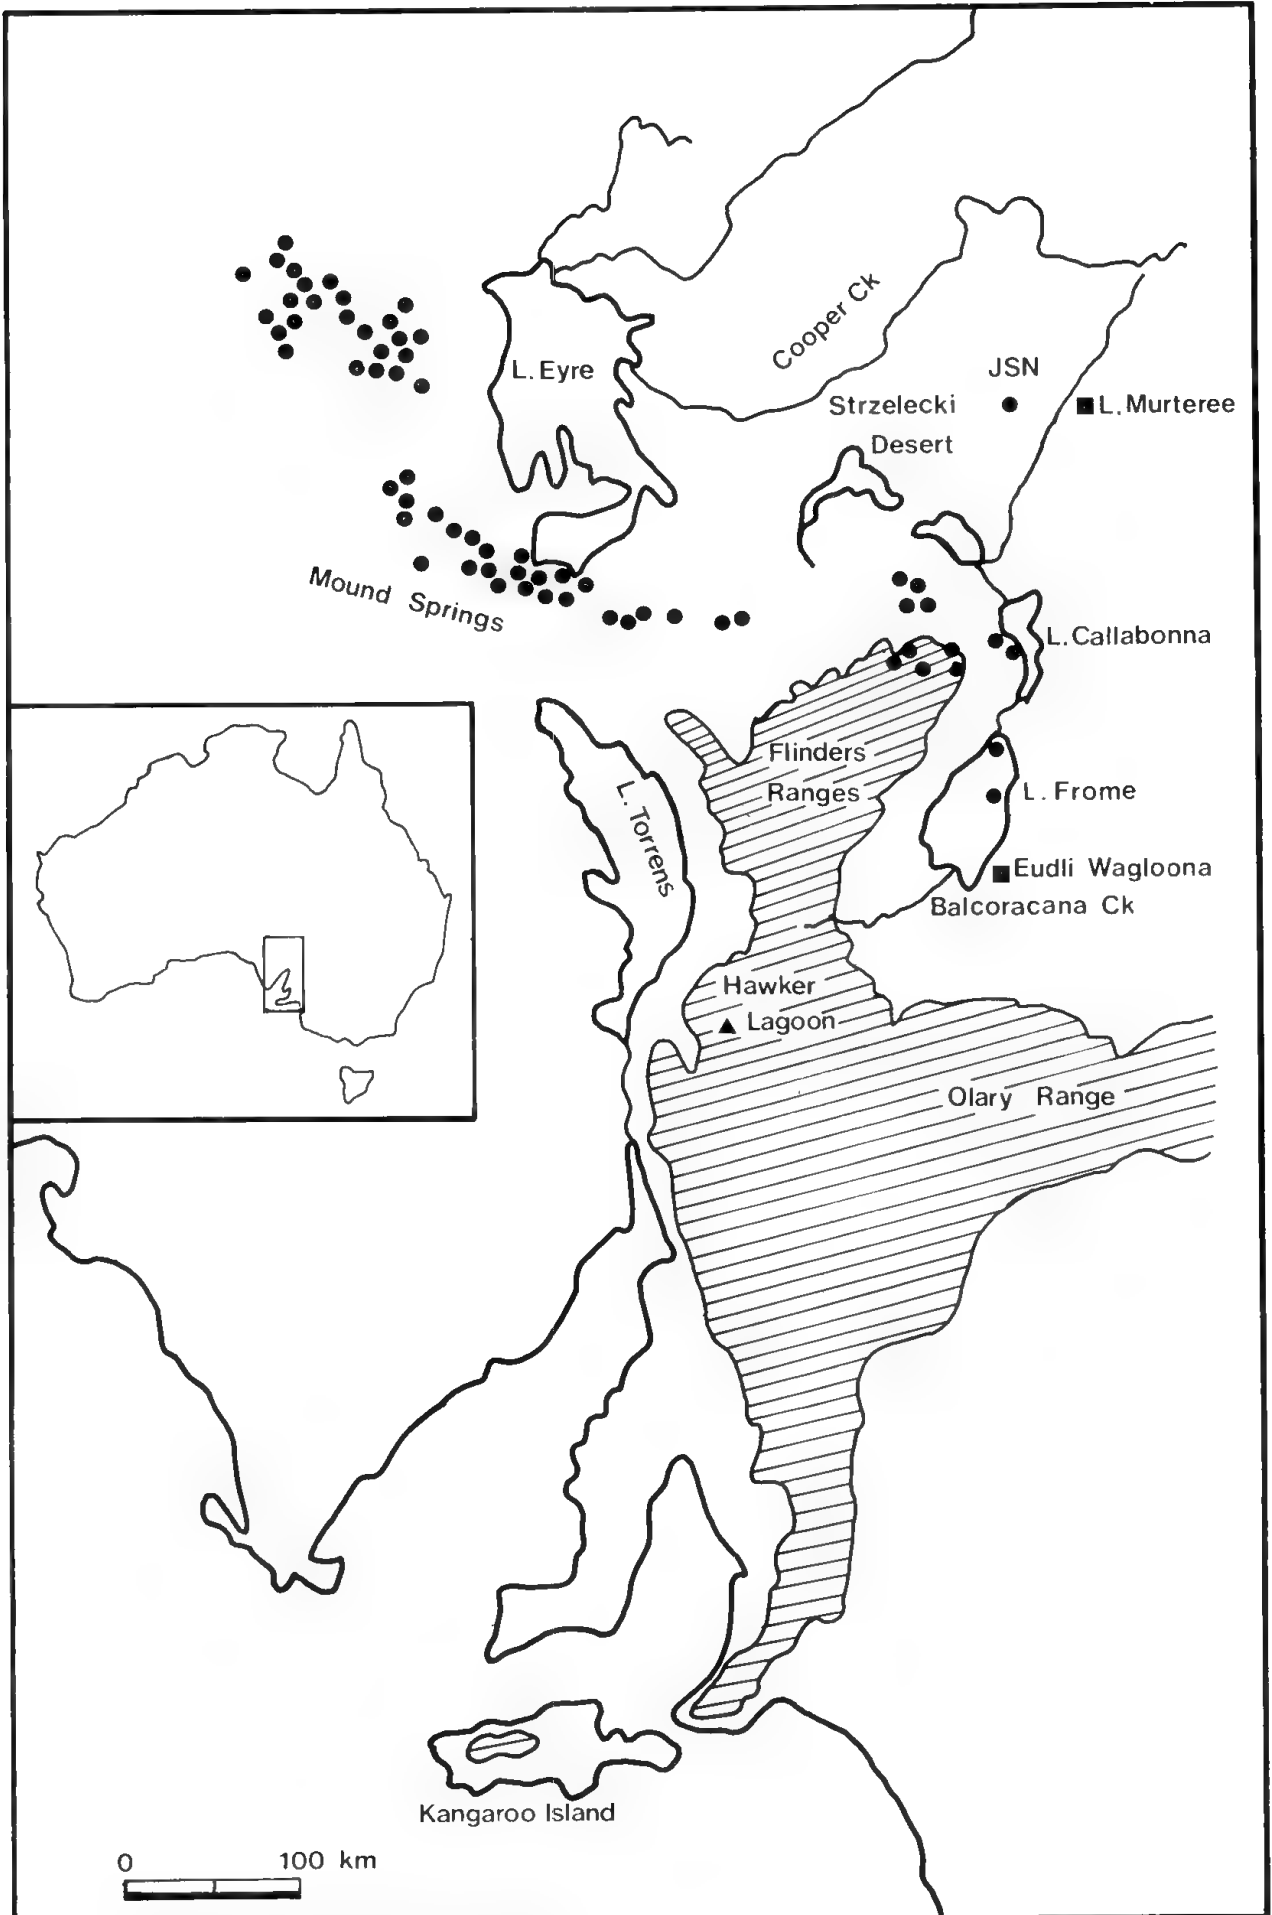 Cooper Ck
L. Eyre
JSN
Strzelecki
Desert
L. Murteree
Mound Springs
L. Callabonna
Flinders
Ranges
L. Torrens
L. Frome
Eudli Wagloona
Balcoracana Ck
Hawker
Lagoon
Olary Range
Kangaroo Island
0 100 km